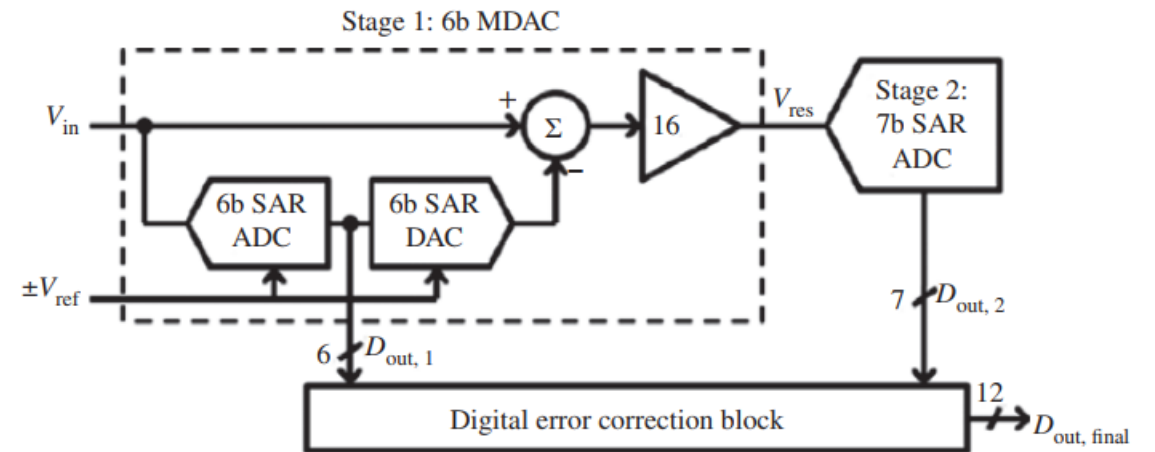 Stage 1: 6b MDAC
V_in
+
Σ
−
16
V_res
Stage 2:
7b SAR
ADC
6b SAR
ADC
6b SAR
DAC
±V_ref
6
D_out, 1
7
D_out, 2
Digital error correction block
12
D_out, final